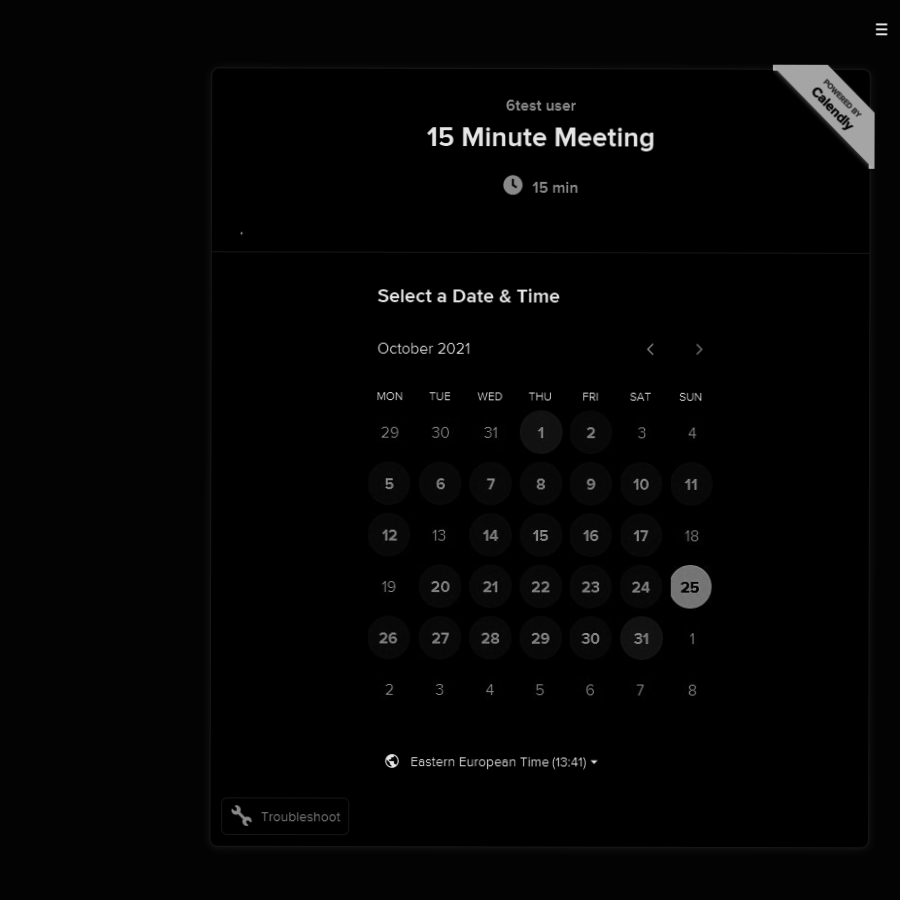 POWERED BY
Calendly
6test user
15 Minute Meeting
15 min
Select a Date & Time
October 2021
MON TUE WED THU FRI SAT SUN
29 30 31 1 2 3 4
5 6 7 8 9 10 11
12 13 14 15 16 17 18
19 20 21 22 23 24 25
26 27 28 29 30 31 1
2 3 4 5 6 7 8
Eastern European Time (13:41)
Troubleshoot